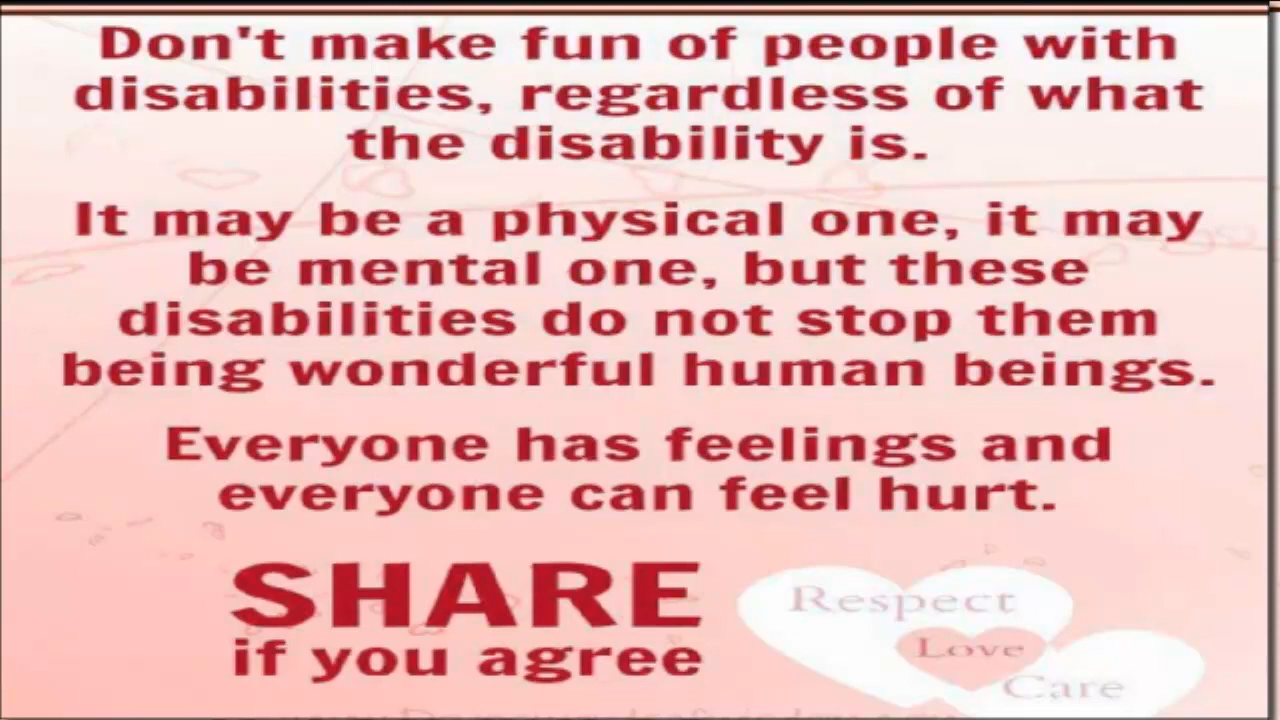 Don't make fun of people with
disabilities, regardless of what
the disability is.
It may be a physical one, it may
be mental one, but these
disabilities do not stop them
being wonderful human beings.
Everyone has feelings and
everyone can feel hurt.
SHARE
if you agree
Respect
Love
Care